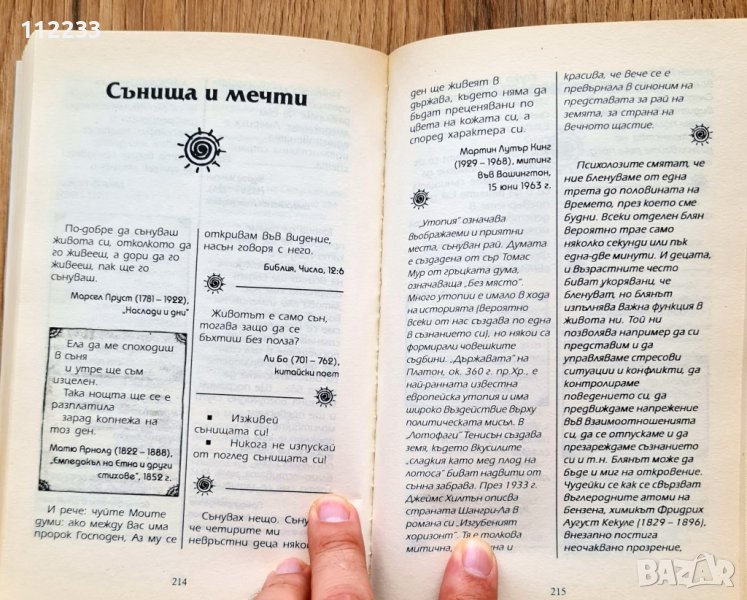 112233
Сънища и мечти
По-добре да сънуваш
живота си, отколкото да
го живееш, а дори да го
живееш, пак ще го
сънуваш.
Марсел Пруст (1781 – 1922),
„Наслади и дни"
Ела да ме споходиш
в съня
и утре ще съм
изцелен.
Така нощта ще се е
разплатила
зарад копнежа на
тоз ден.
Матю Арнолд (1822 – 1888),
„Емпедокъл на Етна и други
стихове", 1852 г.
И рече: чуйте Моите
думи: ако между вас има
пророк Господен, Аз му се
откривам във видение,
насън говоря с него.
Библия, Числа, 12:6
Животът е само сън,
тогава защо да се
бъхтиш без полза?
Ли Бо (701 – 762),
китайски поет
▪ Изживей
сънищата си!
▪ Никога не изпускай
от поглед сънищата си!
Сънувах нещо. Съну
че четирите ми
невръстни деца няко
214
ден ще живеят в
държава, където няма да
бъдат преценявани по
цвета на кожата си, а
според характера си.
Мартин Лутър Кинг
(1929 – 1968), митинг
във Вашингтон,
15 юни 1963 г.
„Утопия" означава
въображаеми и приятни
места, сънуван рай. Думата
е създадена от сър Томас
Мур от гръцката дума,
означаваща „Без място".
Много утопии е имало в хода
на историята (вероятно
всеки от нас създава по една
в съзнанието си), но някои са
формирали човешките
съдбини. „Държавата" на
Платон, ок. 360 г. пр.Хр., е
най-ранната известна
европейска утопия и има
широко въздействие върху
политическата мисъл. В
„Лотофаги" Тенисън създава
земя, където вкусилите
„сладкия като мед плод на
лотоса" биват надвити от
сънна забрава. През 1933 г.
Джеймс Хилтън описва
страната Шангри-Ла в
романа си „Изгубеният
хоризонт". Тя е толкова
митична, и
красива, че вече се е
превърнала в синоним на
представата за рай на
земята, за страна на
вечното щастие.
Психолозите смятат, че
ние бленуваме от една
трета до половината на
времето, през което сме
будни. Всеки отделен блян
вероятно трае само
няколко секунди или пък
една-две минути. И децата,
и възрастните често
биват укорявани, че
бленуват, но блянът
изпълнява важна функция в
живота ни. Той ни
позволява например да си
представим и да
управляваме стресови
ситуации и конфликти, да
контролираме
поведението си, да
предвиждаме напрежение
във взаимоотношенията
си, да се отпускаме и да
презареждаме съзнанието
си и т.н. Блянът може да
бъде и миг на откровение.
Чудейки се как се свързват
въглеродните атоми на
бензена, химикът Фридрих
Аугуст Кекуле (1829 – 1896),
внезапно постига
неочаквано прозрение,
215
BAZAR